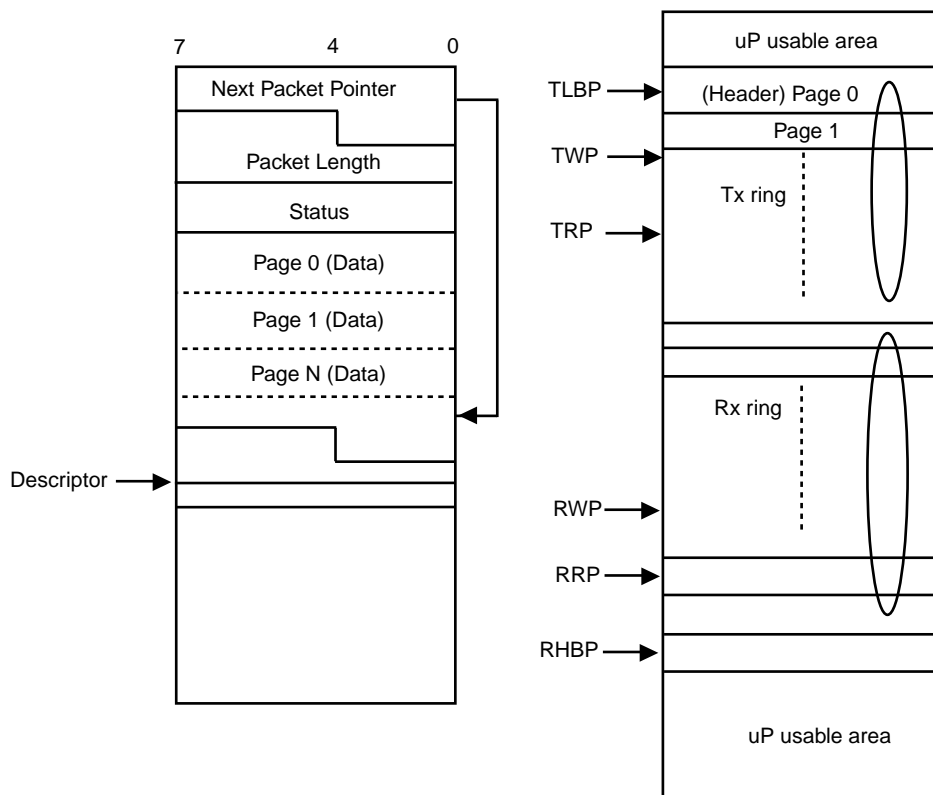 7 4 0
Next Packet Pointer
Packet Length
Status
Page 0 (Data)
Page 1 (Data)
Page N (Data)
Descriptor
uP usable area
TLBP
(Header) Page 0
Page 1
TWP
Tx ring
TRP
Rx ring
RWP
RRP
RHBP
uP usable area